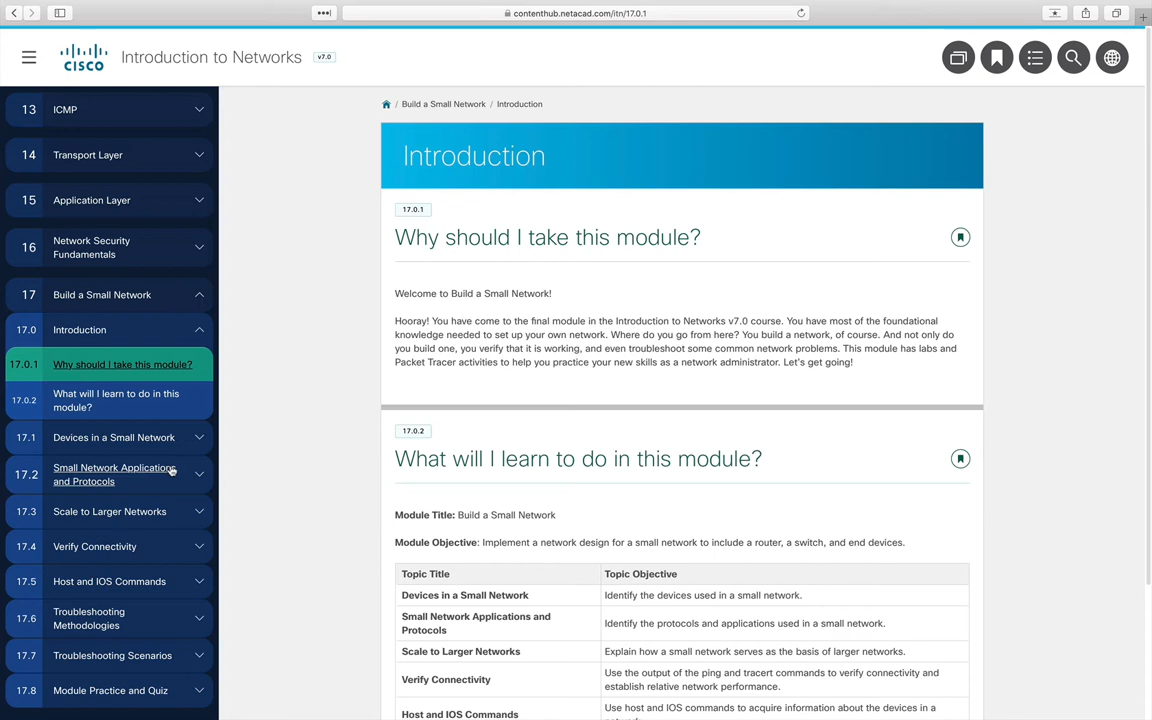 contenthub.netacad.com/itn/17.0.1
CISCO
Introduction to Networks
v7.0
13 ICMP
14 Transport Layer
15 Application Layer
16 Network Security
Fundamentals
17 Build a Small Network
17.0 Introduction
17.0.1 Why should I take this module?
17.0.2 What will I learn to do in this
module?
17.1 Devices in a Small Network
17.2 Small Network Applications
and Protocols
17.3 Scale to Larger Networks
17.4 Verify Connectivity
17.5 Host and IOS Commands
17.6 Troubleshooting
Methodologies
17.7 Troubleshooting Scenarios
17.8 Module Practice and Quiz
/ Build a Small Network / Introduction
Introduction
17.0.1
Why should I take this module?
Welcome to Build a Small Network!
Hooray! You have come to the final module in the Introduction to Networks v7.0 course. You have most of the foundational
knowledge needed to set up your own network. Where do you go from here? You build a network, of course. And not only do
you build one, you verify that it is working, and even troubleshoot some common network problems. This module has labs and
Packet Tracer activities to help you practice your new skills as a network administrator. Let's get going!
17.0.2
What will I learn to do in this module?
Module Title: Build a Small Network
Module Objective: Implement a network design for a small network to include a router, a switch, and end devices.
Topic Title Topic Objective
Devices in a Small Network Identify the devices used in a small network.
Small Network Applications and
Protocols
Identify the protocols and applications used in a small network.
Scale to Larger Networks Explain how a small network serves as the basis of larger networks.
Verify Connectivity
Use the output of the ping and tracert commands to verify connectivity and
establish relative network performance.
Host and IOS Commands
Use host and IOS commands to acquire information about the devices in a